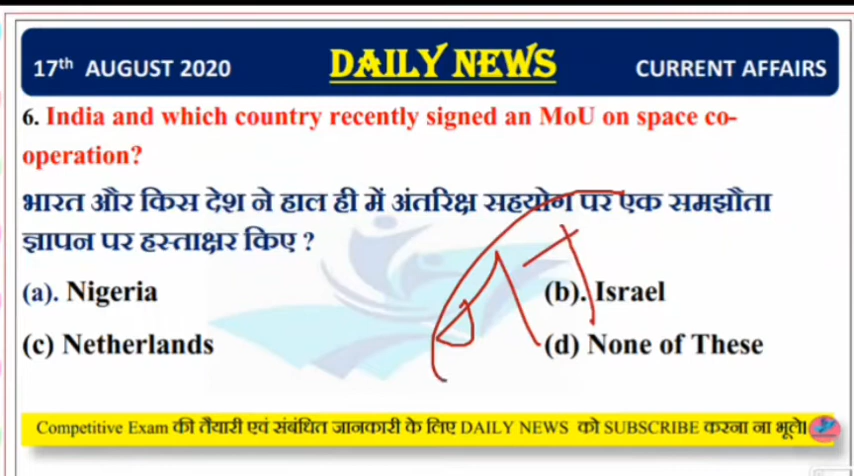 17th AUGUST 2020 DAILY NEWS CURRENT AFFAIRS
6. India and which country recently signed an MoU on space co-
operation?
भारत और किस देश ने हाल ही में अंतरिक्ष सहयोग पर एक समझौता
ज्ञापन पर हस्ताक्षर किए ?
(a). Nigeria (b). Israel
(c) Netherlands (d) None of These
Competitive Exam की तैयारी एवं संबंधित जानकारी के लिए DAILY NEWS को SUBSCRIBE करना ना भूले।